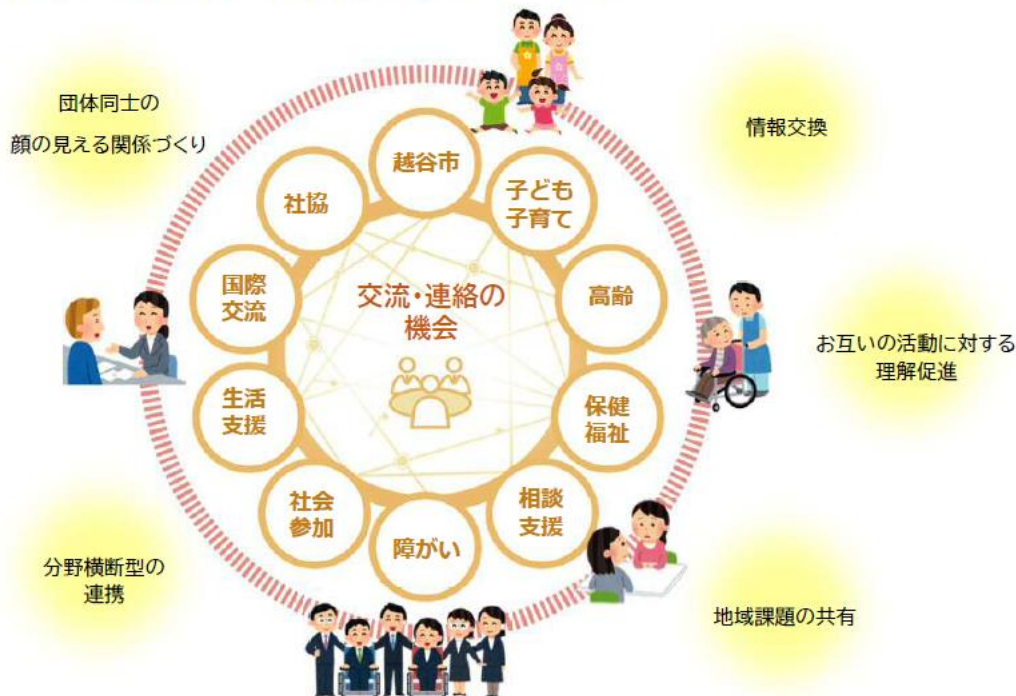 団体同士の
顔の見える関係づくり
情報交換
越谷市
社協
子ども
子育て
国際
交流
交流・連絡の
機会
高齢
お互いの活動に対する
理解促進
生活
支援
保健
福祉
社会
参加
相談
支援
障がい
分野横断型の
連携
地域課題の共有